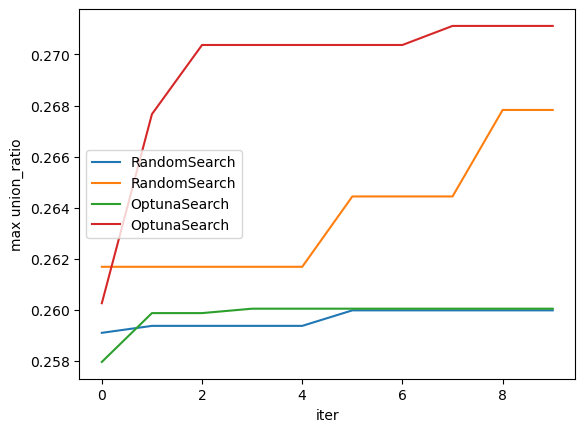 0.270
0.268
0.266
0.264
0.262
0.260
0.258
max union_ratio
RandomSearch
RandomSearch
OptunaSearch
OptunaSearch
0 2 4 6 8
iter